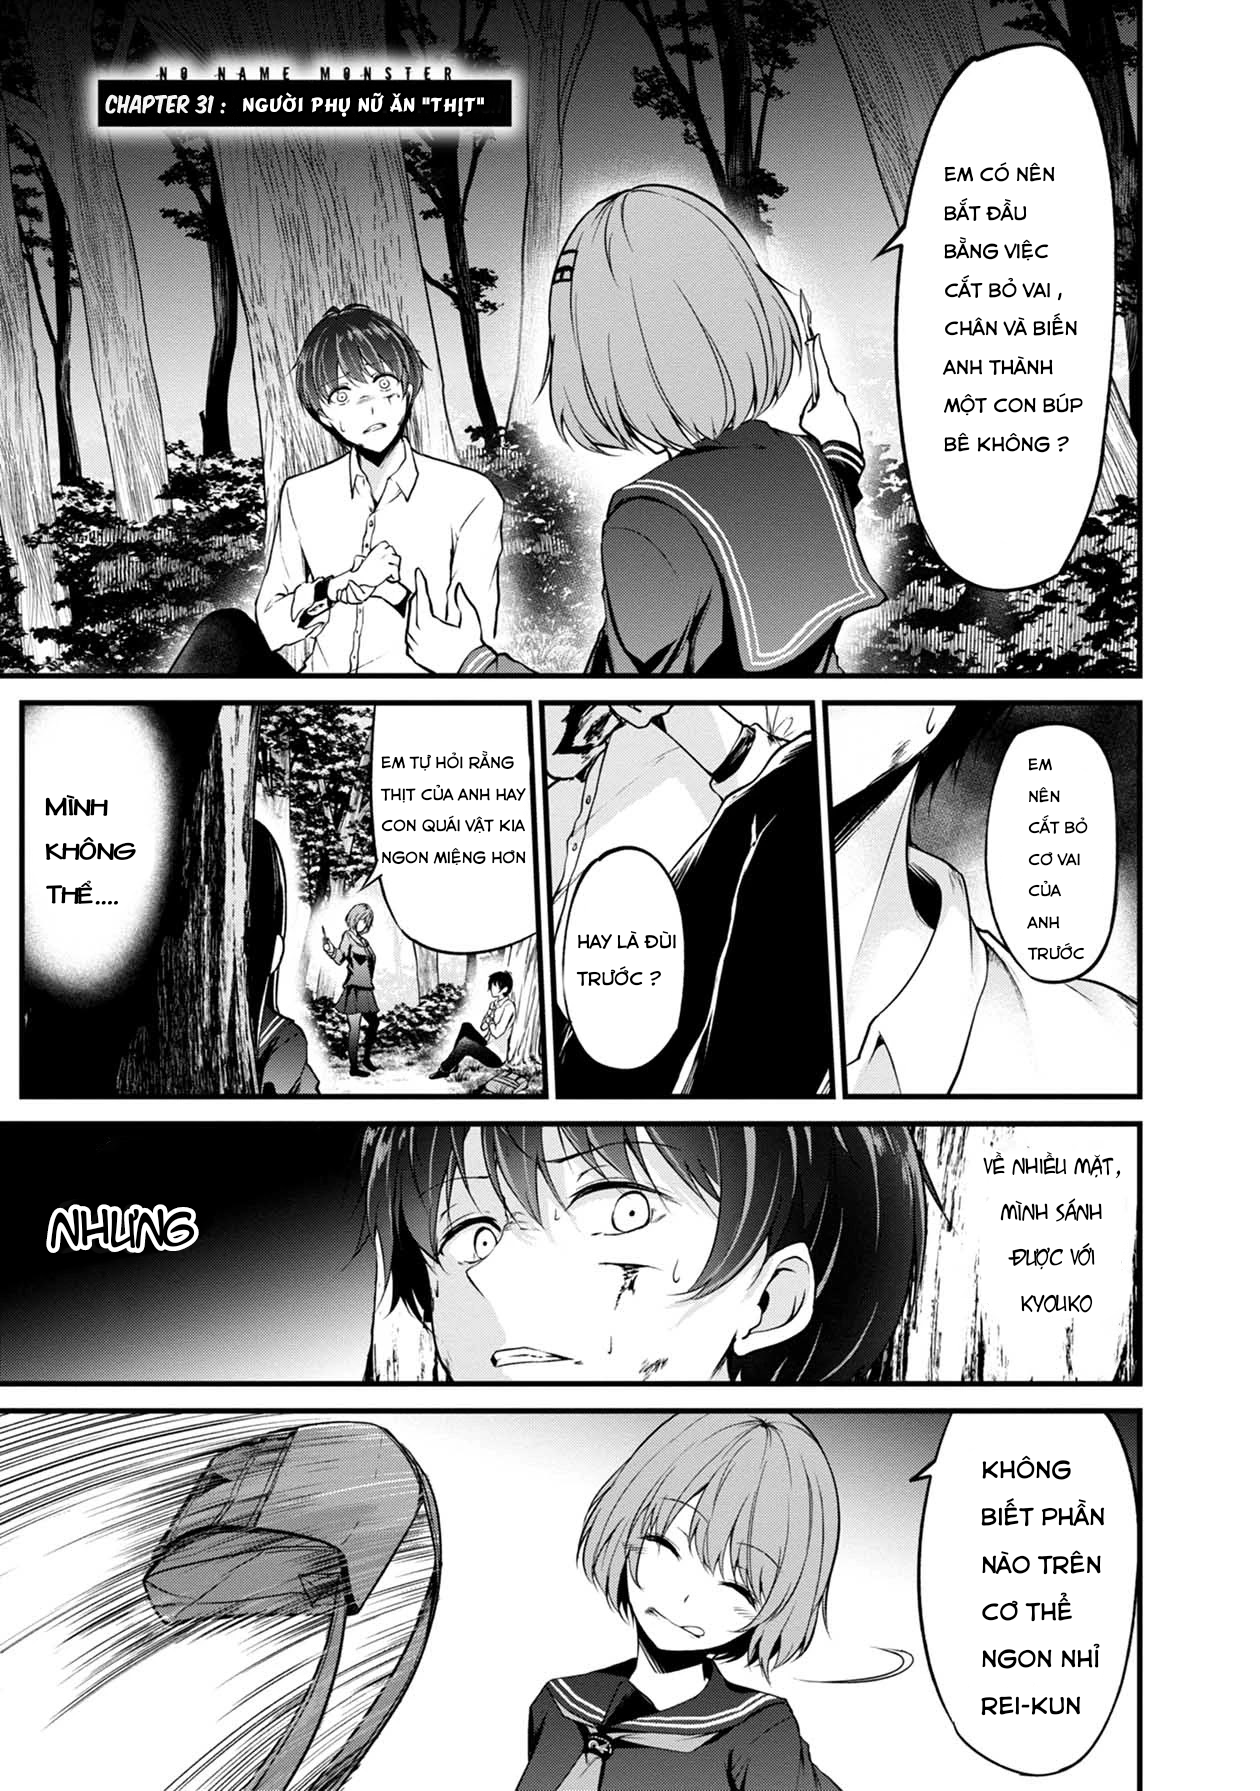 NO NAME MONSTER
CHAPTER 31 : NGƯỜI PHỤ NỮ ĂN "THỊT"
EM CÓ NÊN
BẮT ĐẦU
BẰNG VIỆC
CẮT BỎ VAI ,
CHÂN VÀ BIẾN
ANH THÀNH
MỘT CON BÚP
BÊ KHÔNG ?
EM
NÊN
CẮT BỎ
CƠ VAI
CỦA
ANH
TRƯỚC
HAY LÀ ĐÙI
TRƯỚC ?
EM TỰ HỎI RẰNG
THỊT CỦA ANH HAY
CON QUÁI VẬT KIA
NGON MIỆNG HƠN
MÌNH
KHÔNG
THỂ....
VỀ NHIỀU MẶT,
MÌNH SÁNH
ĐƯỢC VỚI
KYOUKO
NHƯNG
KHÔNG
BIẾT PHẦN
NÀO TRÊN
CƠ THỂ
NGON NHỈ
REI-KUN